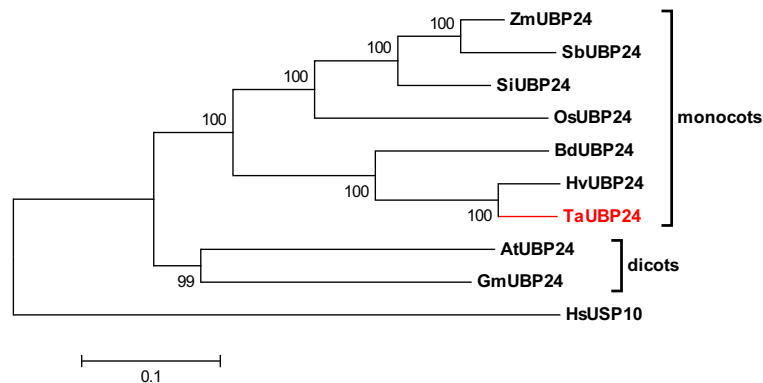 100
ZmUBP24
100
SbUBP24
100
SiUBP24
100
OsUBP24
monocots
BdUBP24
100
HvUBP24
100
TaUBP24
AtUBP24
dicots
99
GmUBP24
HsUSP10
0.1